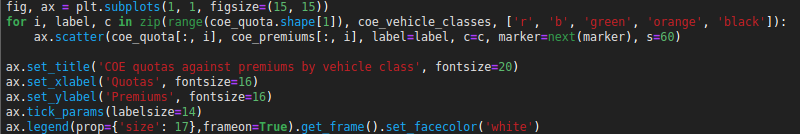 fig, ax = plt.subplots(1, 1, figsize=(15, 15))
for i, label, c in zip(range(coe_quota.shape[1]), coe_vehicle_classes, ['r', 'b', 'green', 'orange', 'black']):
    ax.scatter(coe_quota[:, i], coe_premiums[:, i], label=label, c=c, marker=next(marker), s=60)

ax.set_title('COE quotas against premiums by vehicle class', fontsize=20)
ax.set_xlabel('Quotas', fontsize=16)
ax.set_ylabel('Premiums', fontsize=16)
ax.tick_params(labelsize=14)
ax.legend(prop={'size': 17},frameon=True).get_frame().set_facecolor('white')